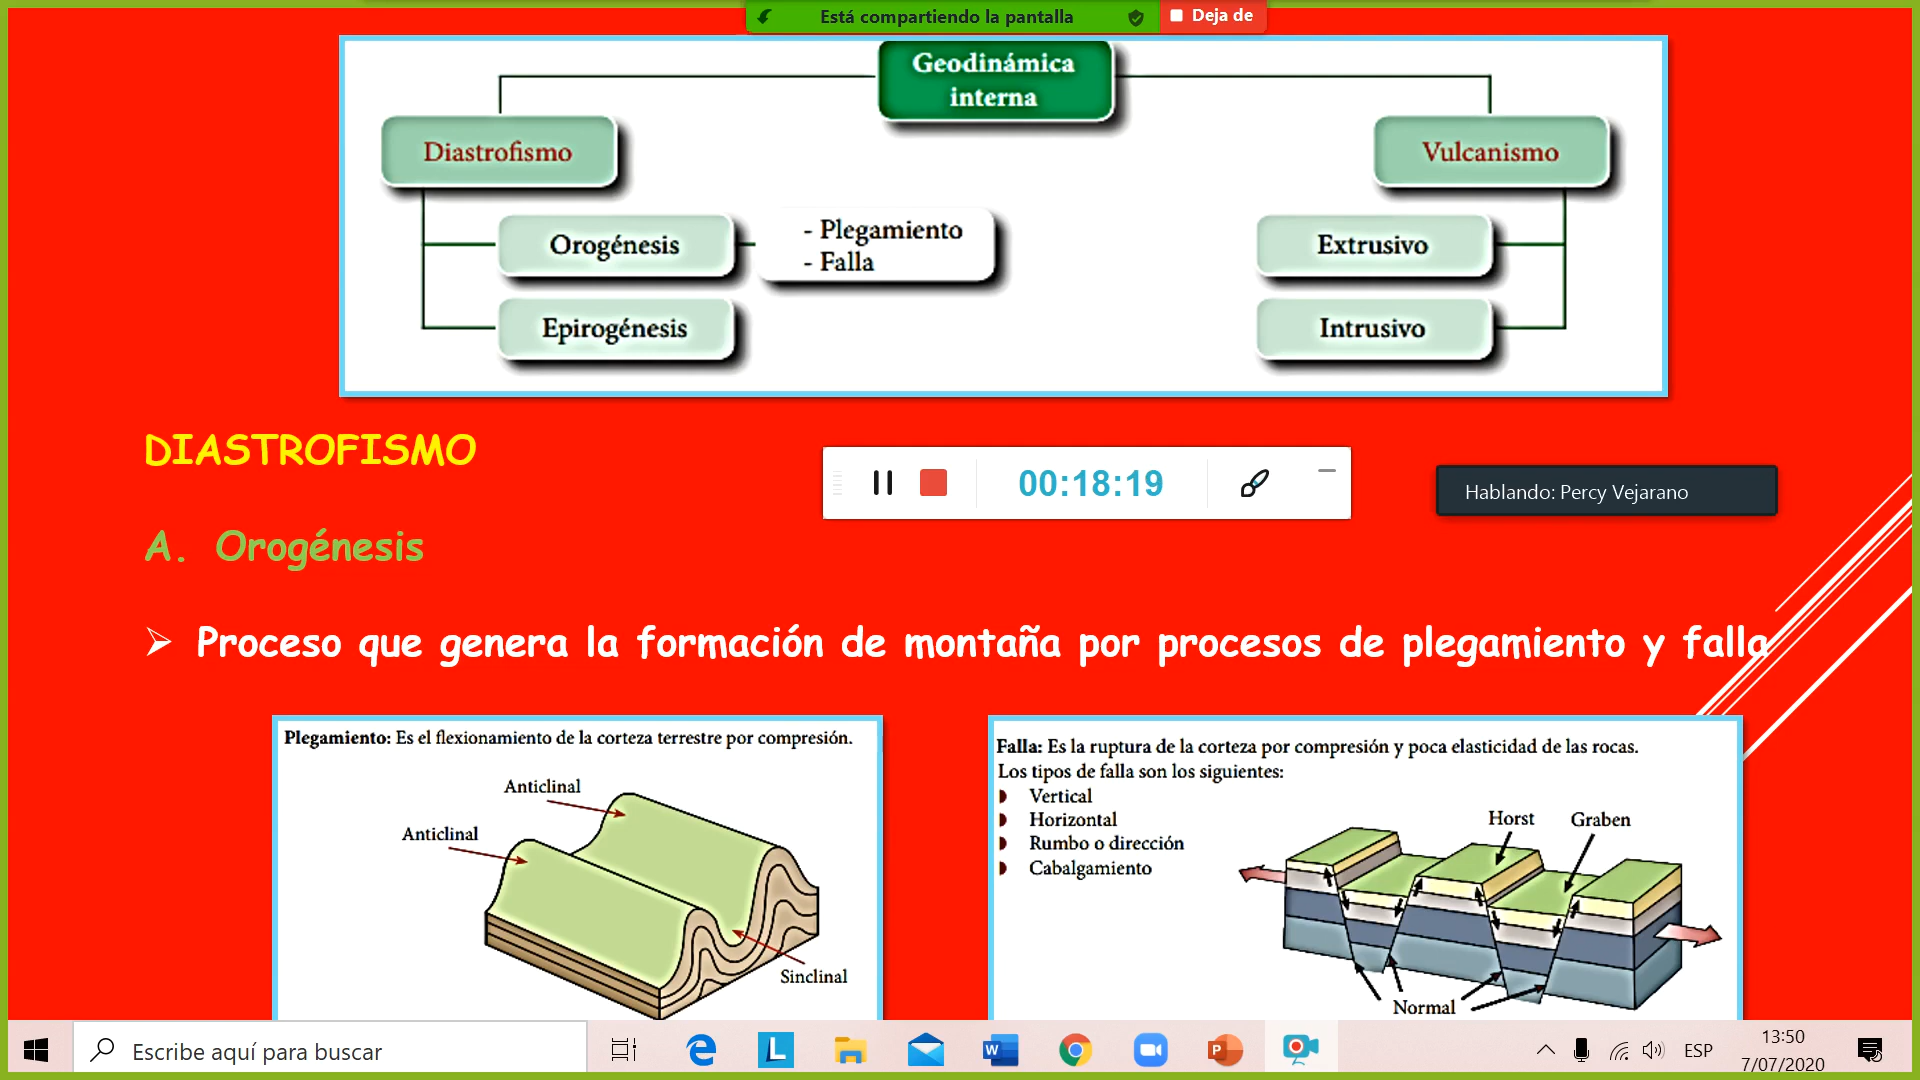 Está compartiendo la pantalla
Deja de
Geodinámica
interna
Diastrofismo
Vulcanismo
Orogénesis
- Plegamiento
- Falla
Extrusivo
Epirogénesis
Intrusivo
DIASTROFISMO
00:18:19
Hablando: Percy Vejarano
A. Orogénesis
Proceso que genera la formación de montaña por procesos de plegamiento y falla
Plegamiento: Es el flexionamiento de la corteza terrestre por compresión.
Anticlinal
Anticlinal
Sinclinal
Falla: Es la ruptura de la corteza por compresión y poca elasticidad de las rocas.
Los tipos de falla son los siguientes:
Vertical
Horizontal
Rumbo o dirección
Cabalgamiento
Horst
Graben
Normal
Escribe aquí para buscar
ESP
13:50
7/07/2020